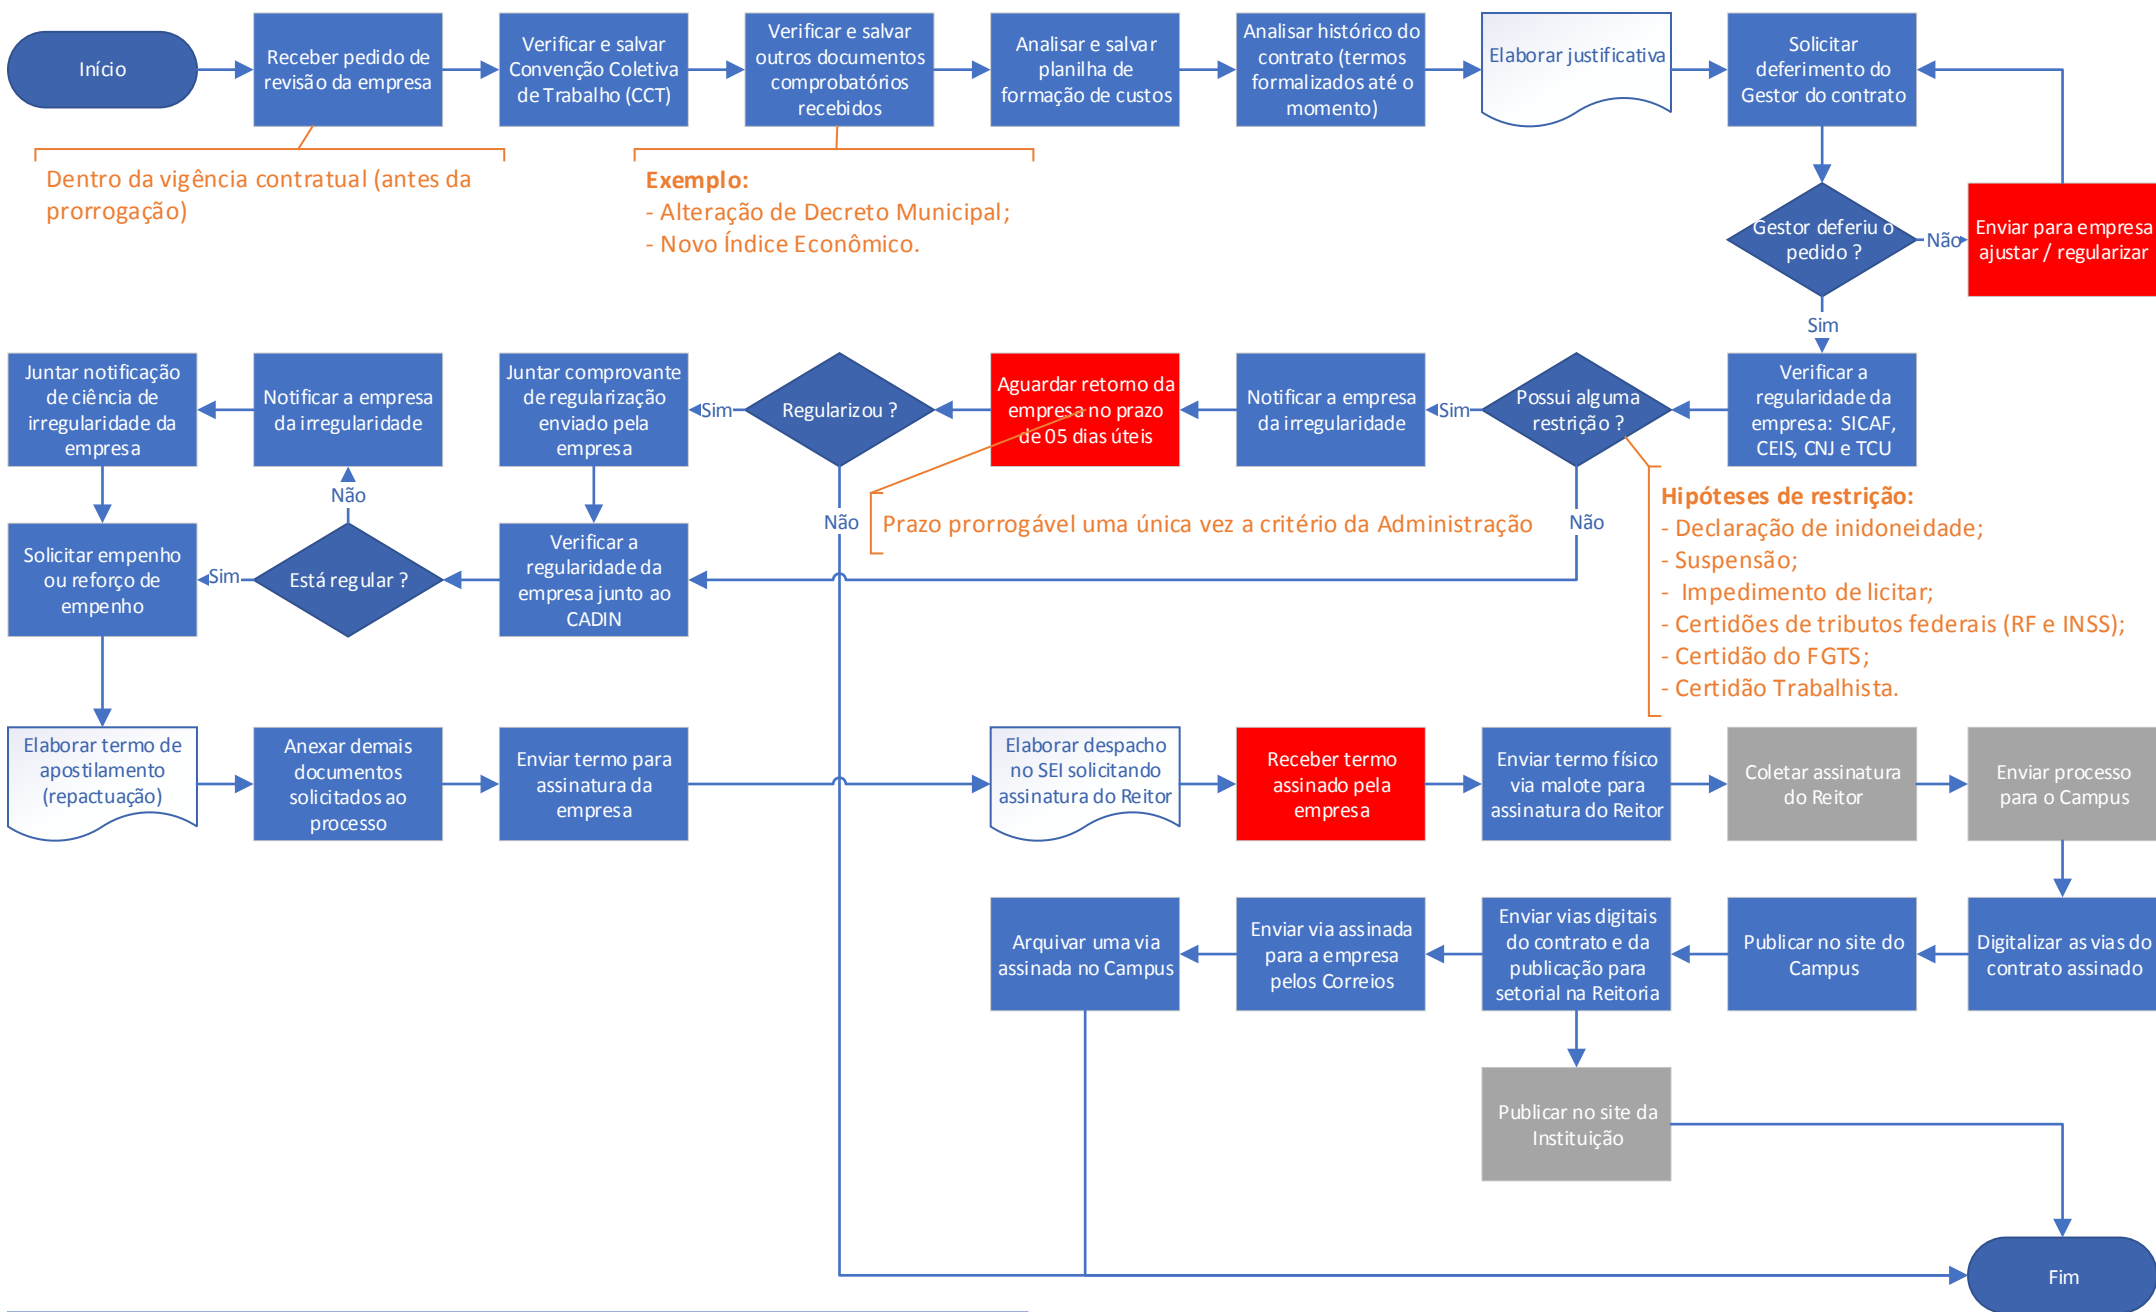 Início
Receber pedido de
revisão da empresa
Verificar e salvar
Convenção Coletiva
de Trabalho (CCT)
Verificar e salvar
outros documentos
comprobatórios
recebidos
Analisar e salvar
planilha de
formação de custos
Analisar histórico do
contrato (termos
formalizados até o
momento)
Elaborar justificativa
Solicitar
deferimento do
Gestor do contrato
Dentro da vigência contratual (antes da
prorrogação)
Exemplo:
- Alteração de Decreto Municipal;
- Novo Índice Econômico.
Gestor deferiu o
pedido ?
Não
Enviar para empresa
ajustar / regularizar
Sim
Verificar a
regularidade da
empresa: SICAF,
CEIS, CNJ e TCU
Possui alguma
restrição ?
Sim
Notificar a empresa
da irregularidade
Aguardar retorno da
empresa no prazo
de 05 dias úteis
Regularizou ?
Sim
Juntar comprovante
de regularização
enviado pela
empresa
Notificar a empresa
da irregularidade
Juntar notificação
de ciência de
irregularidade da
empresa
Não
Não
Prazo prorrogável uma única vez a critério da Administração
Não
Hipóteses de restrição:
- Declaração de inidoneidade;
- Suspensão;
- Impedimento de licitar;
- Certidões de tributos federais (RF e INSS);
- Certidão do FGTS;
- Certidão Trabalhista.
Verificar a
regularidade da
empresa junto ao
CADIN
Está regular ?
Sim
Solicitar empenho
ou reforço de
empenho
Elaborar termo de
apostilamento
(repactuação)
Anexar demais
documentos
solicitados ao
processo
Enviar termo para
assinatura da
empresa
Elaborar despacho
no SEI solicitando
assinatura do Reitor
Receber termo
assinado pela
empresa
Enviar termo físico
via malote para
assinatura do Reitor
Coletar assinatura
do Reitor
Enviar processo
para o Campus
Digitalizar as vias do
contrato assinado
Publicar no site do
Campus
Enviar vias digitais
do contrato e da
publicação para
setorial na Reitoria
Enviar via assinada
para a empresa
pelos Correios
Arquivar uma via
assinada no Campus
Publicar no site da
Instituição
Fim